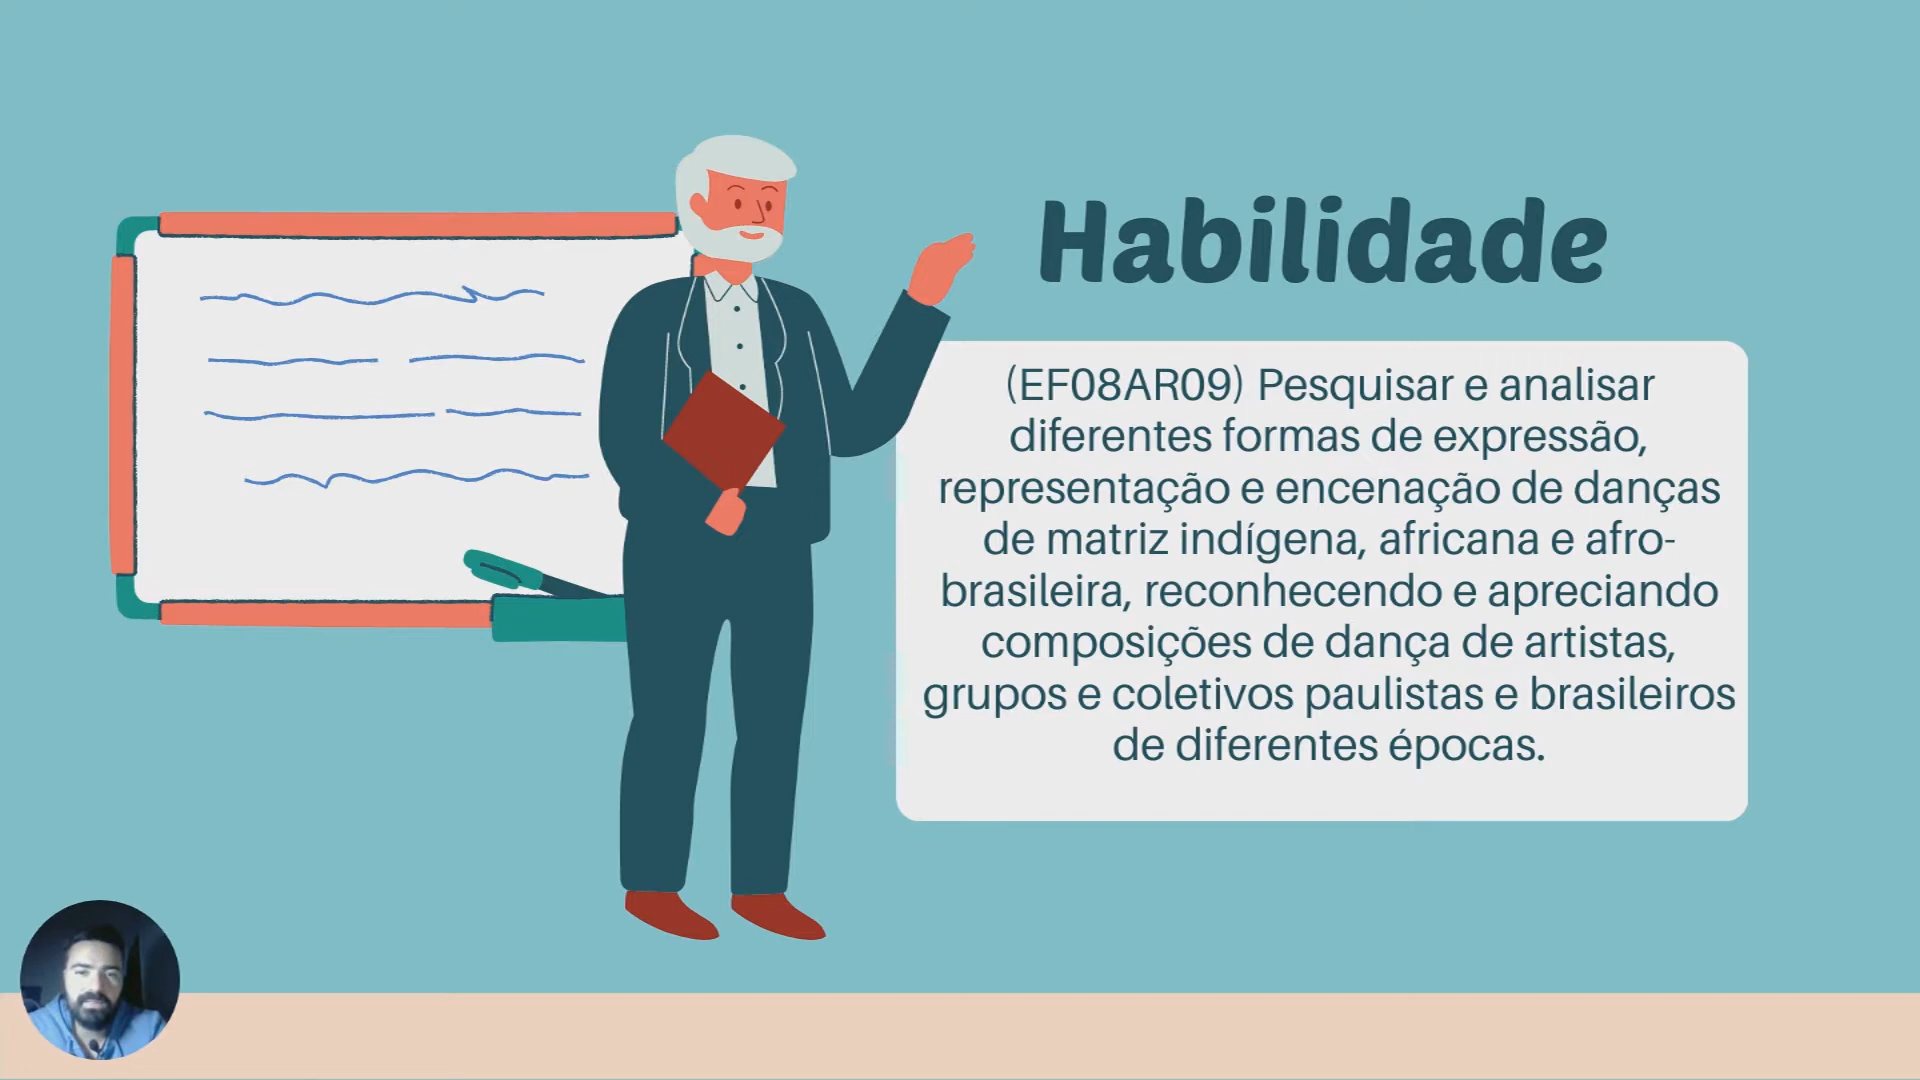 Habilidade
(EF08AR09) Pesquisar e analisar
diferentes formas de expressão,
representação e encenação de danças
de matriz indígena, africana e afro-
brasileira, reconhecendo e apreciando
composições de dança de artistas,
grupos e coletivos paulistas e brasileiros
de diferentes épocas.